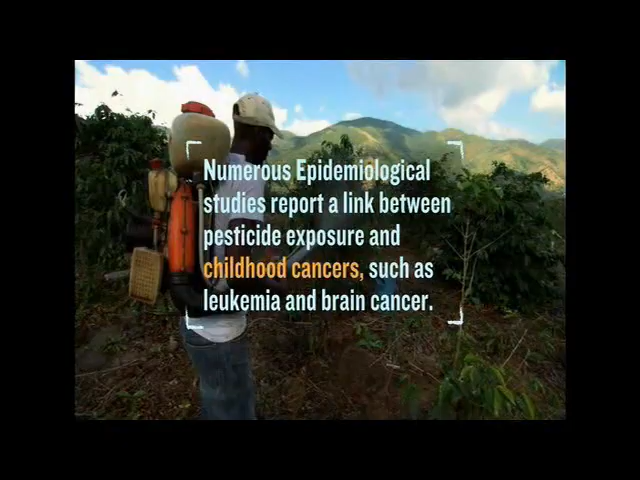 Numerous Epidemiological
studies report a link between
pesticide exposure and
childhood cancers, such as
leukemia and brain cancer.